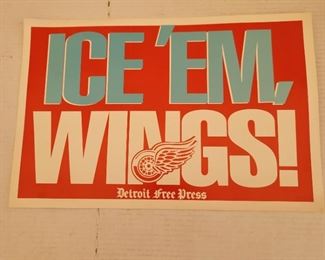 ICE 'EM,
WINGS!
Detroit Free Press